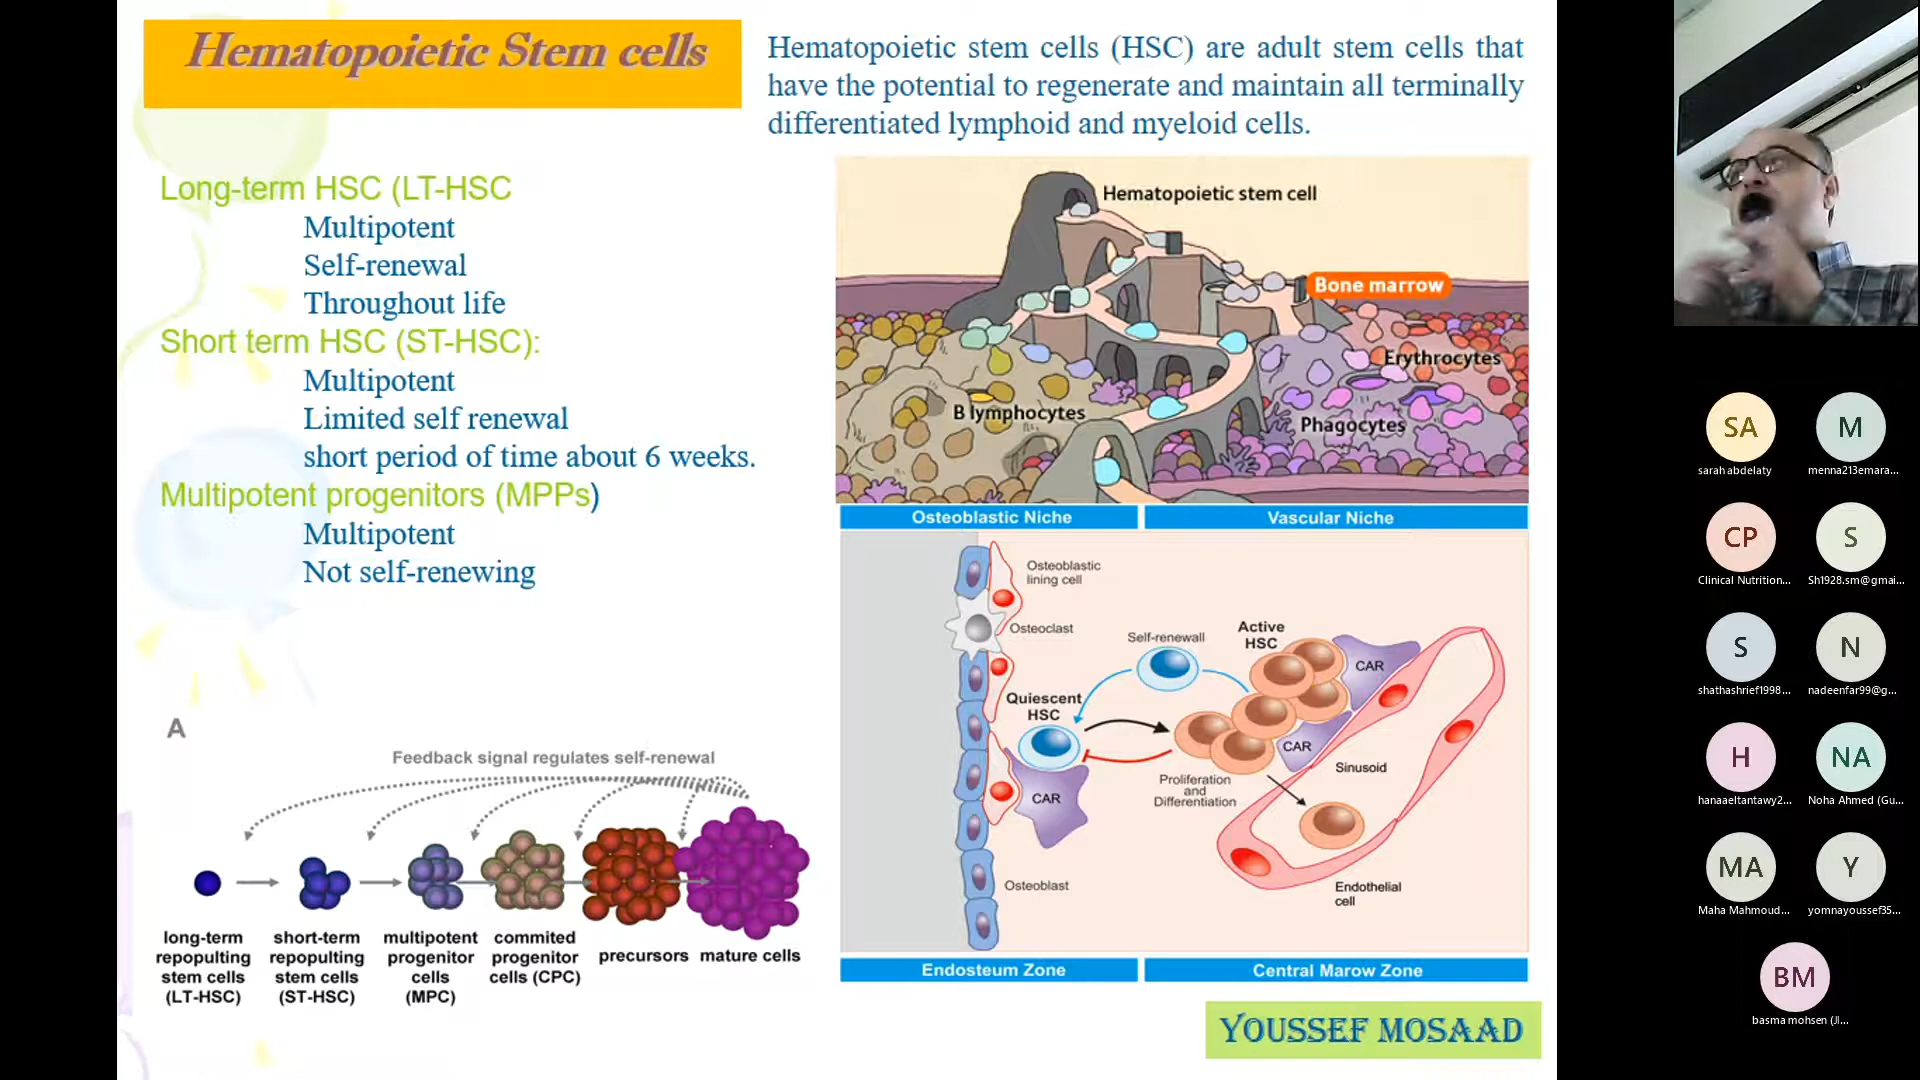 Hematopoietic Stem cells
Hematopoietic stem cells (HSC) are adult stem cells that
have the potential to regenerate and maintain all terminally
differentiated lymphoid and myeloid cells.
Long-term HSC (LT-HSC
Multipotent
Self-renewal
Throughout life
Short term HSC (ST-HSC):
Multipotent
Limited self renewal
short period of time about 6 weeks.
Multipotent progenitors (MPPs)
Multipotent
Not self-renewing
Hematopoietic stem cell
Bone marrow
Erythrocytes
B lymphocytes
Phagocytes
Osteoblastic Niche
Vascular Niche
Osteoblastic
lining cell
Osteoclast
Self-renewall
Active
HSC
CAR
Quiescent
HSC
CAR
Sinusoid
Proliferation
and
Differentiation
CAR
Osteoblast
Endothelial
cell
Endosteum Zone
Central Marow Zone
A
Feedback signal regulates self-renewal
long-term
repopulting
stem cells
(LT-HSC)
short-term
repopulting
stem cells
(ST-HSC)
multipotent
progenitor
cells
(MPC)
commited
progenitor
cells (CPC)
precursors
mature cells
YOUSSEF MOSAAD
SA
sarah abdelaty
M
menna213emara...
CP
Clinical Nutrition...
S
Sh1928.sm@gmai...
S
shathashrief1998...
N
nadeenfar99@g...
H
hanaaeltantawy2...
NA
Noha Ahmed (Gu...
MA
Maha Mahmoud...
Y
yomnayoussef35...
BM
basma mohsen (Jl...